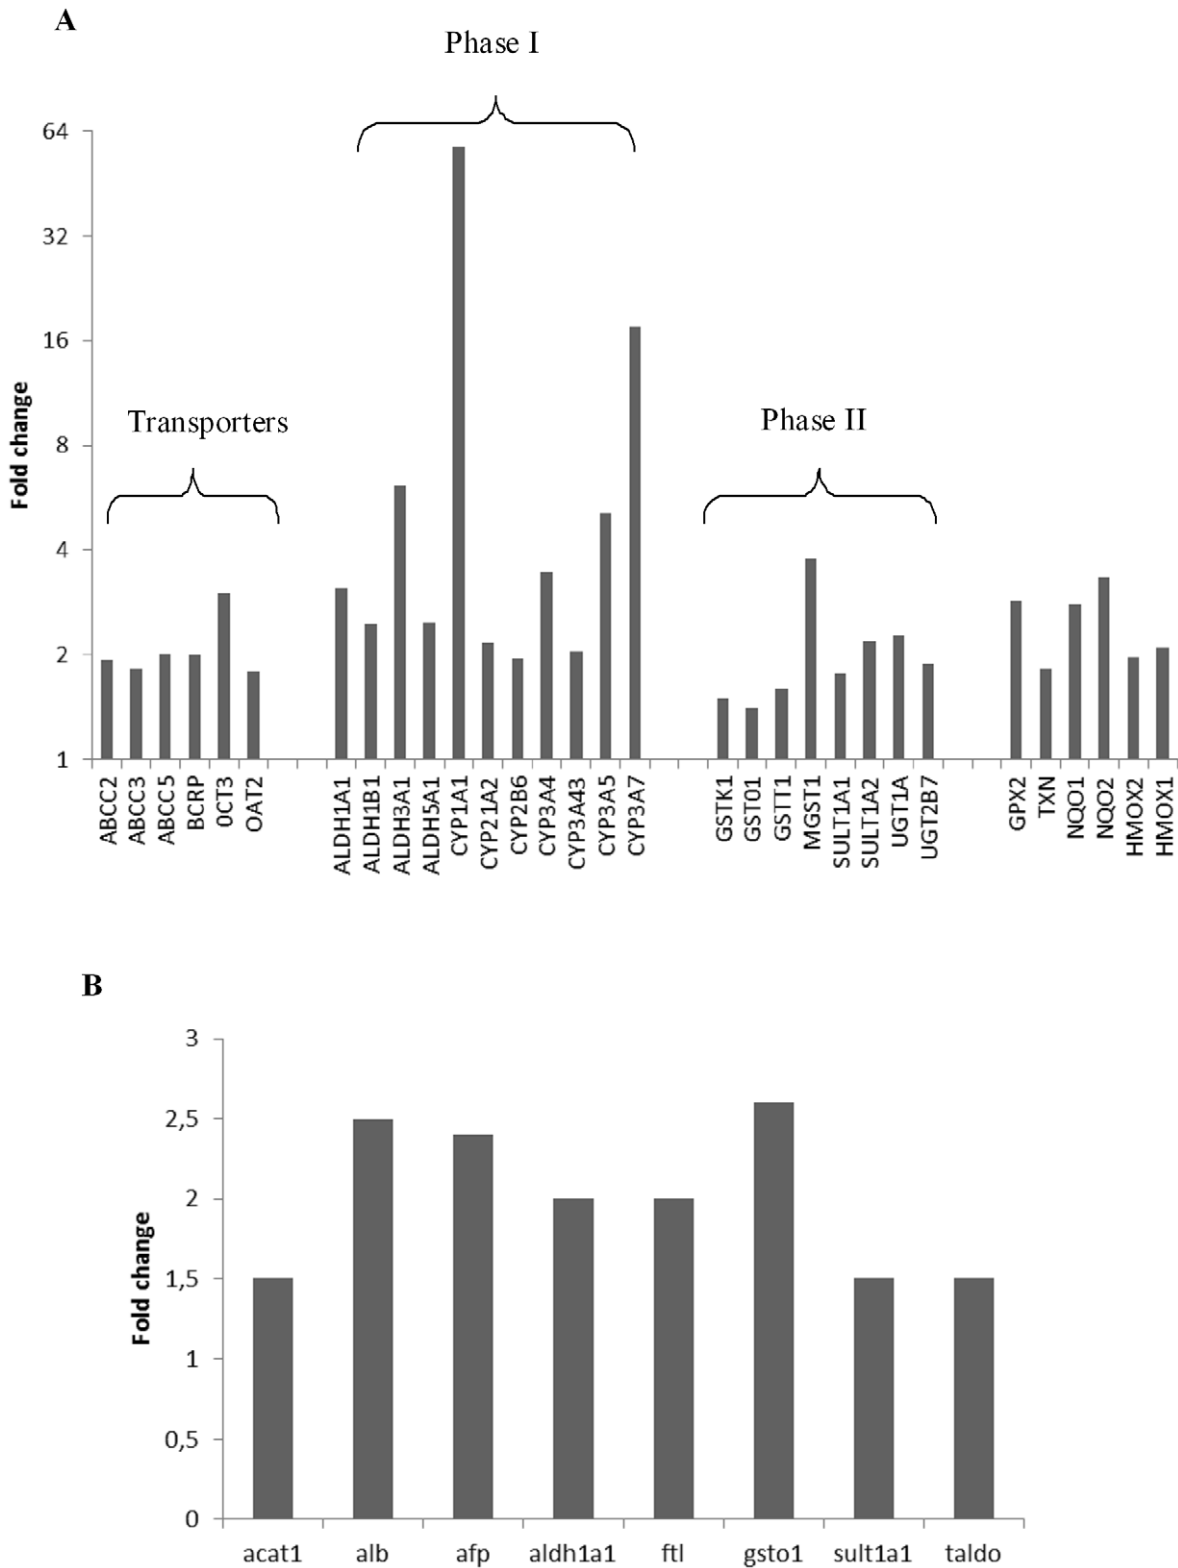 A
Phase I
64
32
16
8
4
2
1
Fold change
Transporters
Phase II
ABCC2
ABCC3
ABCC5
BCRP
0CT3
OAT2
ALDH1A1
ALDH1B1
ALDH3A1
ALDH5A1
CYP1A1
CYP21A2
CYP2B6
CYP3A4
CYP3A43
CYP3A5
CYP3A7
GSTK1
GST01
GSTT1
MGST1
SULT1A1
SULT1A2
UGT1A
UGT2B7
GPX2
TXN
NQO1
NQO2
HMOX2
HMOX1
B
3
2,5
2
1,5
1
0,5
0
Fold change
acat1 alb afp aldh1a1 ftl gsto1 sult1a1 taldo